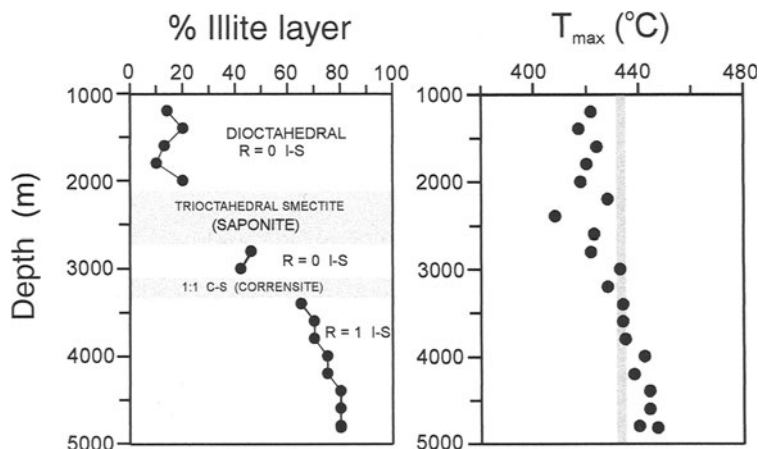 % Illite layer
0 20 40 60 80 100
1000
2000
3000
4000
5000
Depth (m)
DIOCTAHEDRAL
R = 0 I-S
TRIOCTAHEDRAL SMECTITE
(SAPONITE)
R = 0 I-S
1:1 C-S (CORRENSITE)
R = 1 I-S
Tmax (°C)
400 440 480
1000
2000
3000
4000
5000